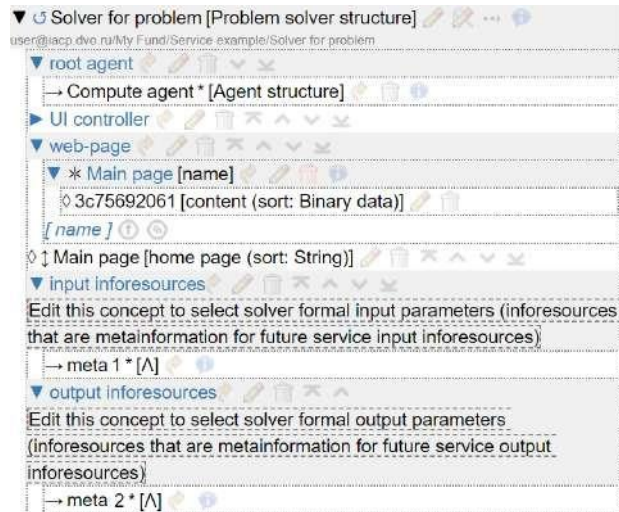 ▼ ↺ Solver for problem [Problem solver structure] ...
user@iacp.dvo.ru/My Fund/Service example/Solver for problem
▼ root agent
→ Compute agent * [Agent structure]
► UI controller
▼ web-page
▼ * Main page [name]
◊ 3c75692061 [content (sort: Binary data)]
[ name ]
◊ ↕ Main page [home page (sort: String)]
▼ input inforesources
Edit this concept to select solver formal input parameters (inforesources
that are metainformation for future service input inforesources)
→ meta 1 * [Λ]
▼ output inforesources
Edit this concept to select solver formal output parameters
(inforesources that are metainformation for future service output
inforesources)
→ meta 2 * [Λ]